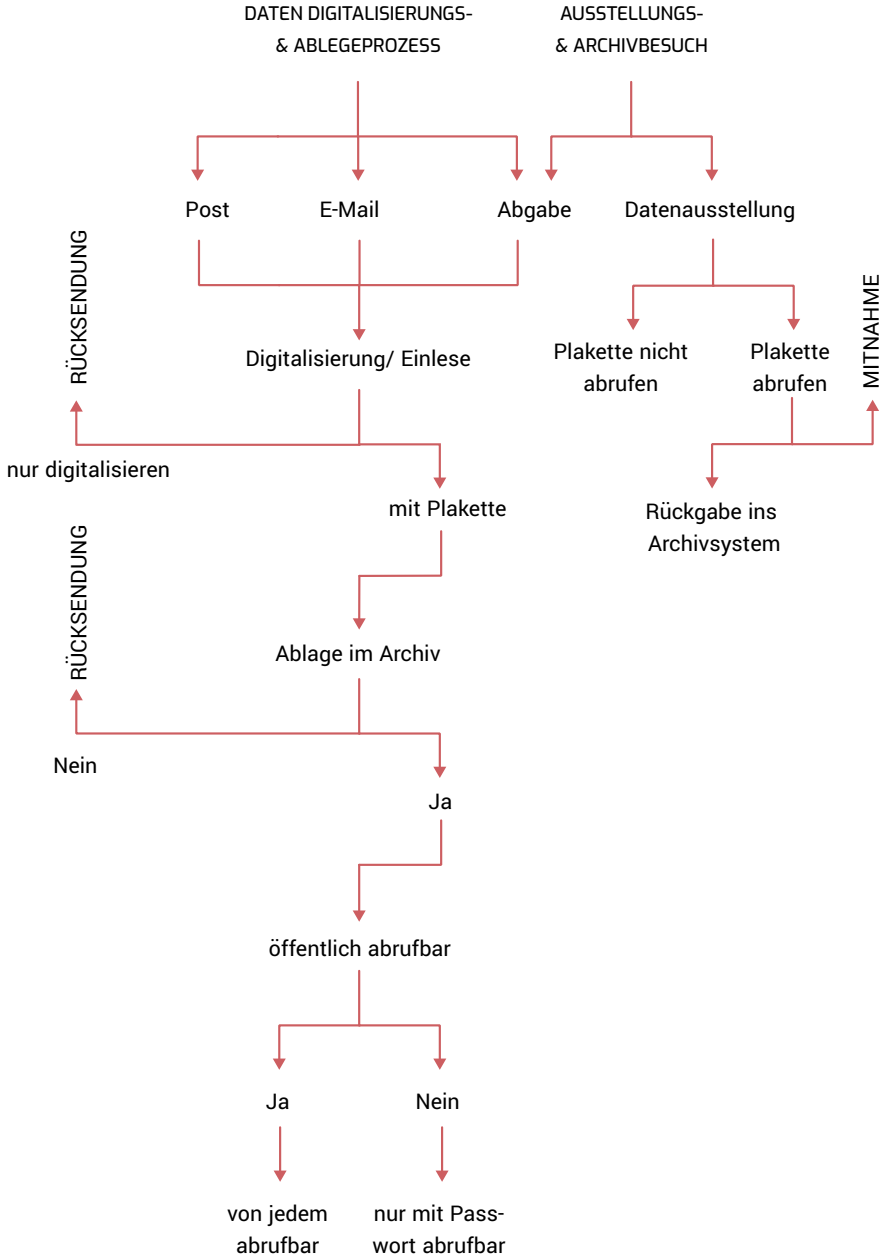 DATEN DIGITALISIERUNGS-
& ABLEGEPROZESS
AUSSTELLUNGS-
& ARCHIVBESUCH
Post
E-Mail
Abgabe
Datenausstellung
RÜCKSENDUNG
MITNAHME
Digitalisierung/ Einlese
Plakette nicht
abrufen
Plakette
abrufen
nur digitalisieren
mit Plakette
Rückgabe ins
Archivsystem
RÜCKSENDUNG
Ablage im Archiv
Nein
Ja
öffentlich abrufbar
Ja
Nein
von jedem
abrufbar
nur mit Pass-
wort abrufbar